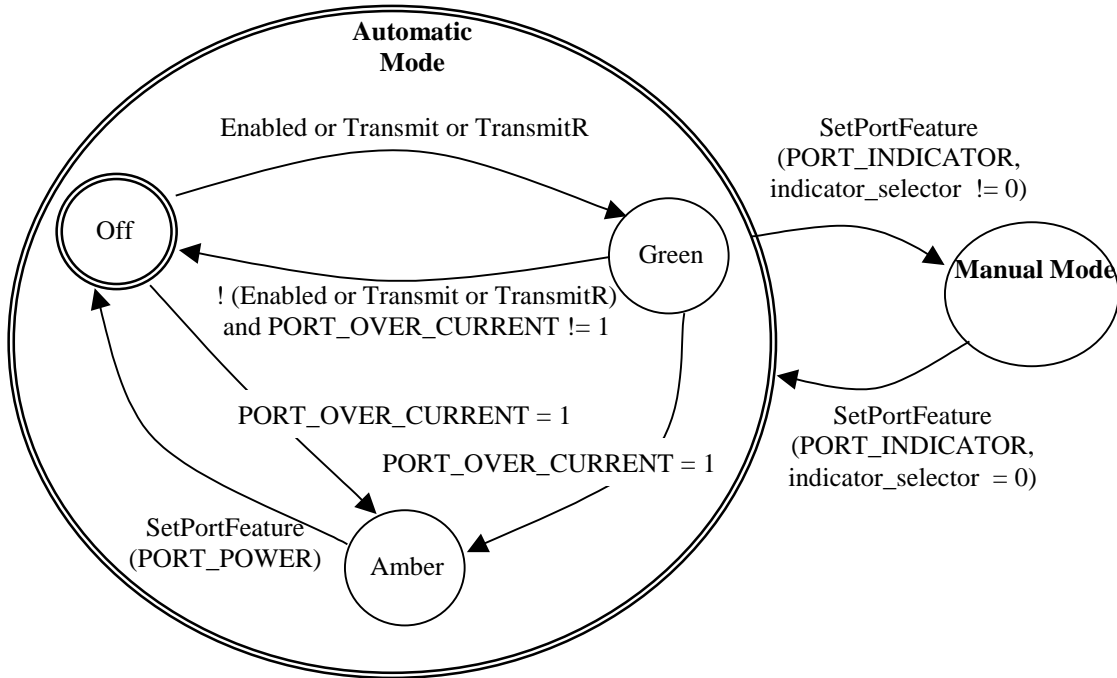 Automatic
Mode
Enabled or Transmit or TransmitR
SetPortFeature
(PORT_INDICATOR,
indicator_selector != 0)
Off
Green
Manual Mode
! (Enabled or Transmit or TransmitR)
and PORT_OVER_CURRENT != 1
PORT_OVER_CURRENT = 1
SetPortFeature
(PORT_INDICATOR,
indicator_selector = 0)
PORT_OVER_CURRENT = 1
SetPortFeature
(PORT_POWER)
Amber